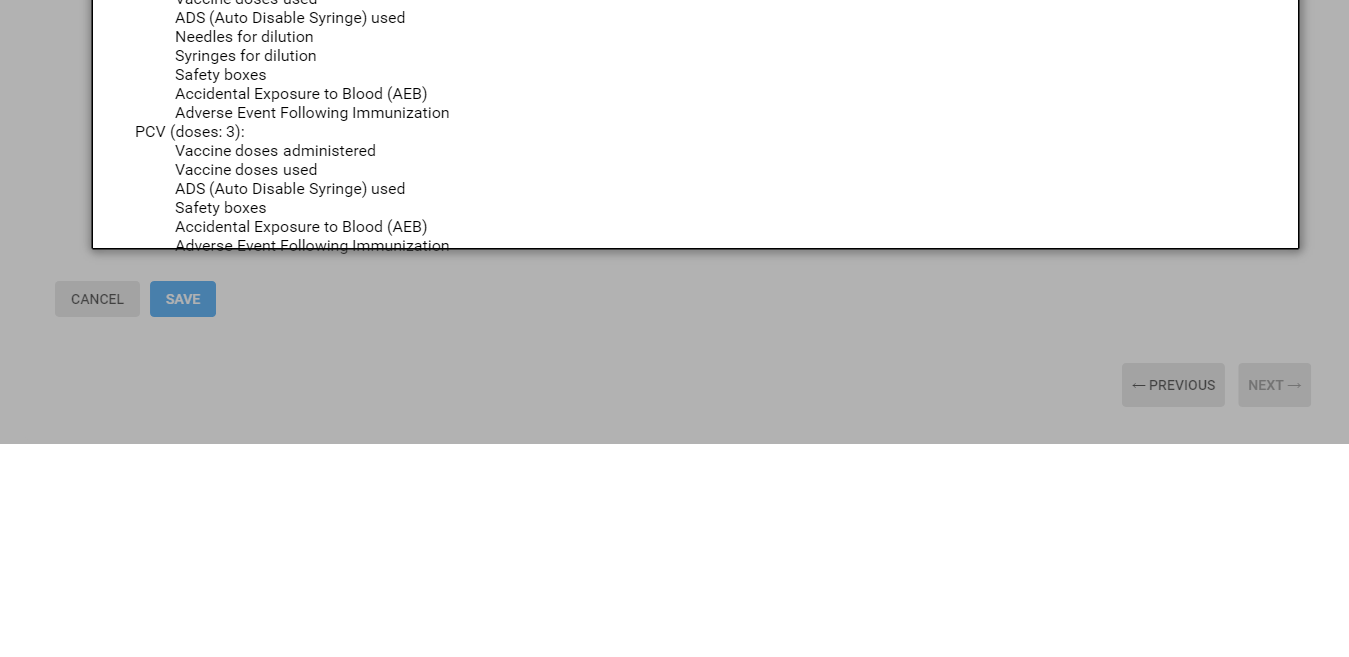 Vaccine doses used
ADS (Auto Disable Syringe) used
Needles for dilution
Syringes for dilution
Safety boxes
Accidental Exposure to Blood (AEB)
Adverse Event Following Immunization
PCV (doses: 3):
Vaccine doses administered
Vaccine doses used
ADS (Auto Disable Syringe) used
Safety boxes
Accidental Exposure to Blood (AEB)
Adverse Event Following Immunization
CANCEL SAVE
← PREVIOUS NEXT →